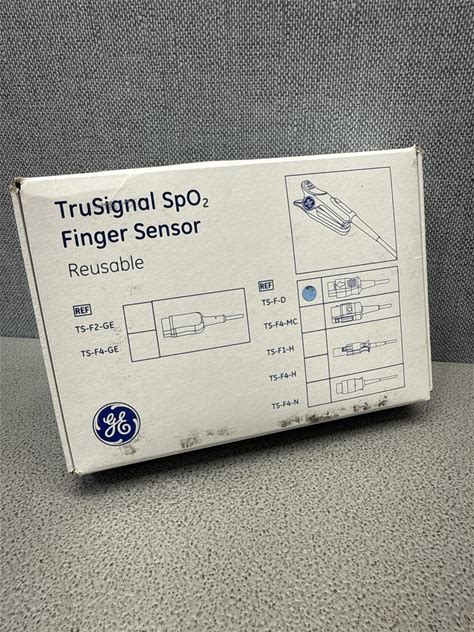 TruSignal SpO₂
Finger Sensor
Reusable
REF
TS-F2-GE
TS-F4-GE
REF
TS-F-D
TS-F4-MC
TS-F1-H
TS-F4-H
TS-F4-N
GE
GE